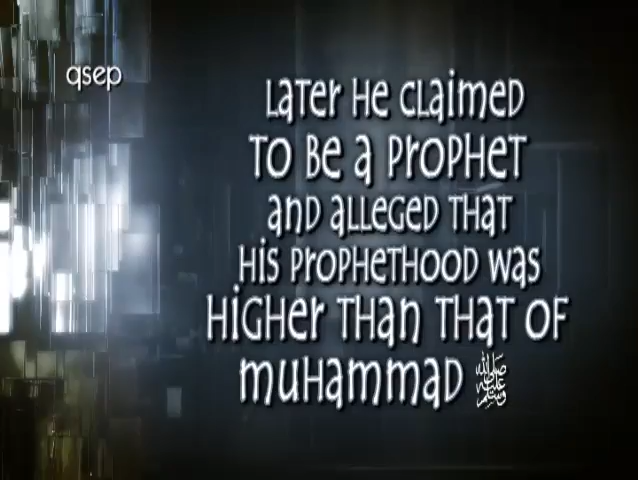 qsep
Later He claimed
To Be a Prophet
and alleged that
His Prophethood was
Higher than that of
muhammad ﷺ